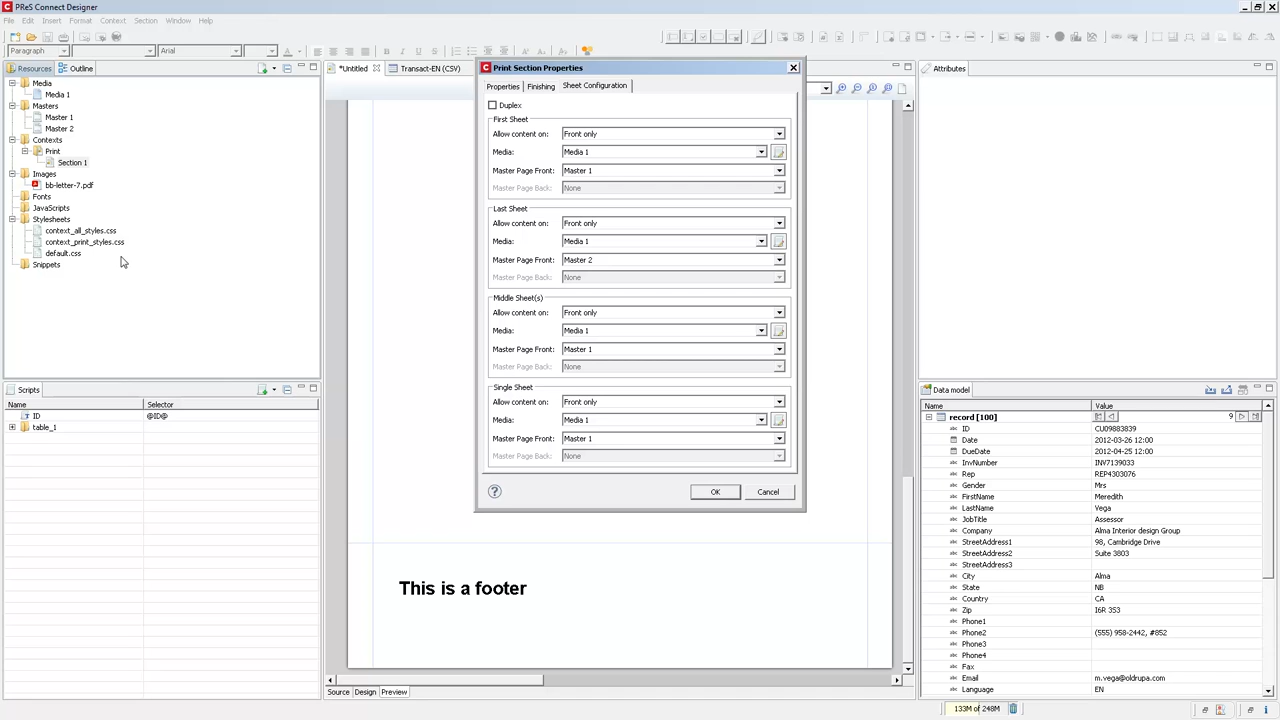 PReS Connect Designer
File Edit Insert Format Context Section Window Help
Paragraph Arial
Resources Outline
Media
Media 1
Masters
Master 1
Master 2
Contexts
Print
Section 1
Images
bb-letter-7.pdf
Fonts
JavaScripts
Stylesheets
context_all_styles.css
context_print_styles.css
default.css
Snippets
Scripts
Name Selector
ID @ID@
table_1
*Untitled Transact-EN (CSV)
Print Section Properties
Properties Finishing Sheet Configuration
Duplex
First Sheet
Allow content on: Front only
Media: Media 1
Master Page Front: Master 1
Master Page Back: None
Last Sheet
Allow content on: Front only
Media: Media 1
Master Page Front: Master 2
Master Page Back: None
Middle Sheet(s)
Allow content on: Front only
Media: Media 1
Master Page Front: Master 1
Master Page Back: None
Single Sheet
Allow content on: Front only
Media: Media 1
Master Page Front: Master 1
Master Page Back: None
OK Cancel
This is a footer
Source Design Preview
Attributes
Data model
Name Value
record [100] 9
ID CU09883839
Date 2012-03-26 12:00
DueDate 2012-04-25 12:00
InvNumber INV7139033
Rep REP4303076
Gender Mrs
FirstName Meredith
LastName Vega
JobTitle Assessor
Company Alma Interior design Group
StreetAddress1 98, Cambridge Drive
StreetAddress2 Suite 3803
StreetAddress3
City Alma
State NB
Country CA
Zip I6R 353
Phone1
Phone2 (555) 958-2442, #852
Phone3
Phone4
Fax
Email m.vega@oldrupa.com
Language EN
133M of 248M